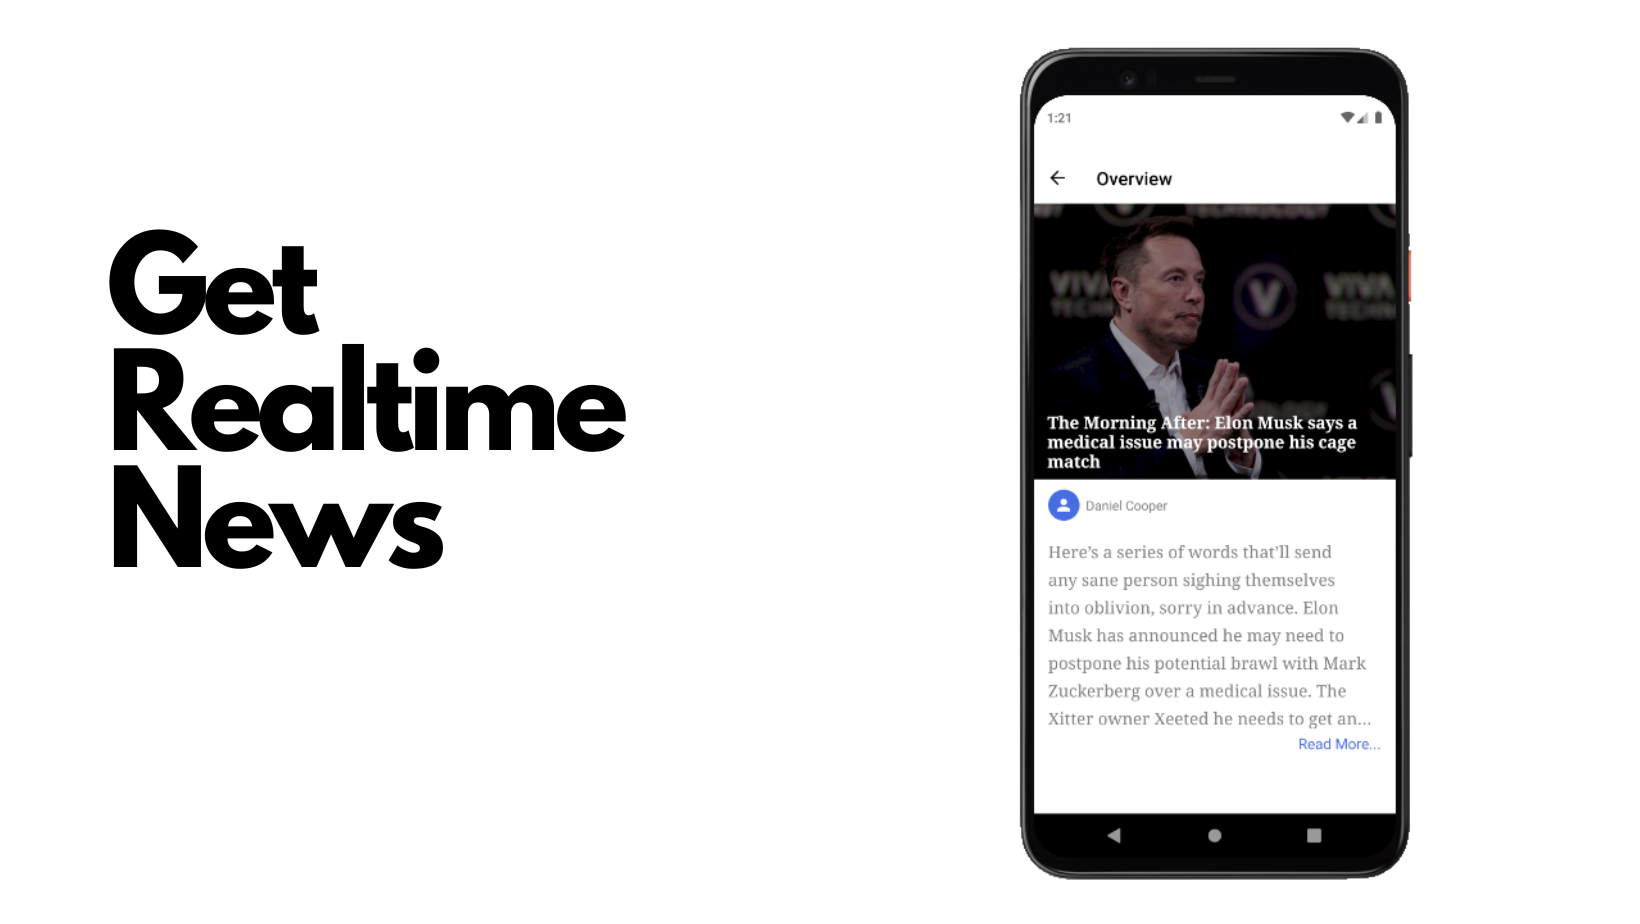 Get
Realtime
News
1:21
Overview
VIVA
TECHNOLOGY
V
VIVA
The Morning After: Elon Musk says a
medical issue may postpone his cage
match
Daniel Cooper
Here’s a series of words that’ll send
any sane person sighing themselves
into oblivion, sorry in advance. Elon
Musk has announced he may need to
postpone his potential brawl with Mark
Zuckerberg over a medical issue. The
Xitter owner Xeeted he needs to get an…
Read More...